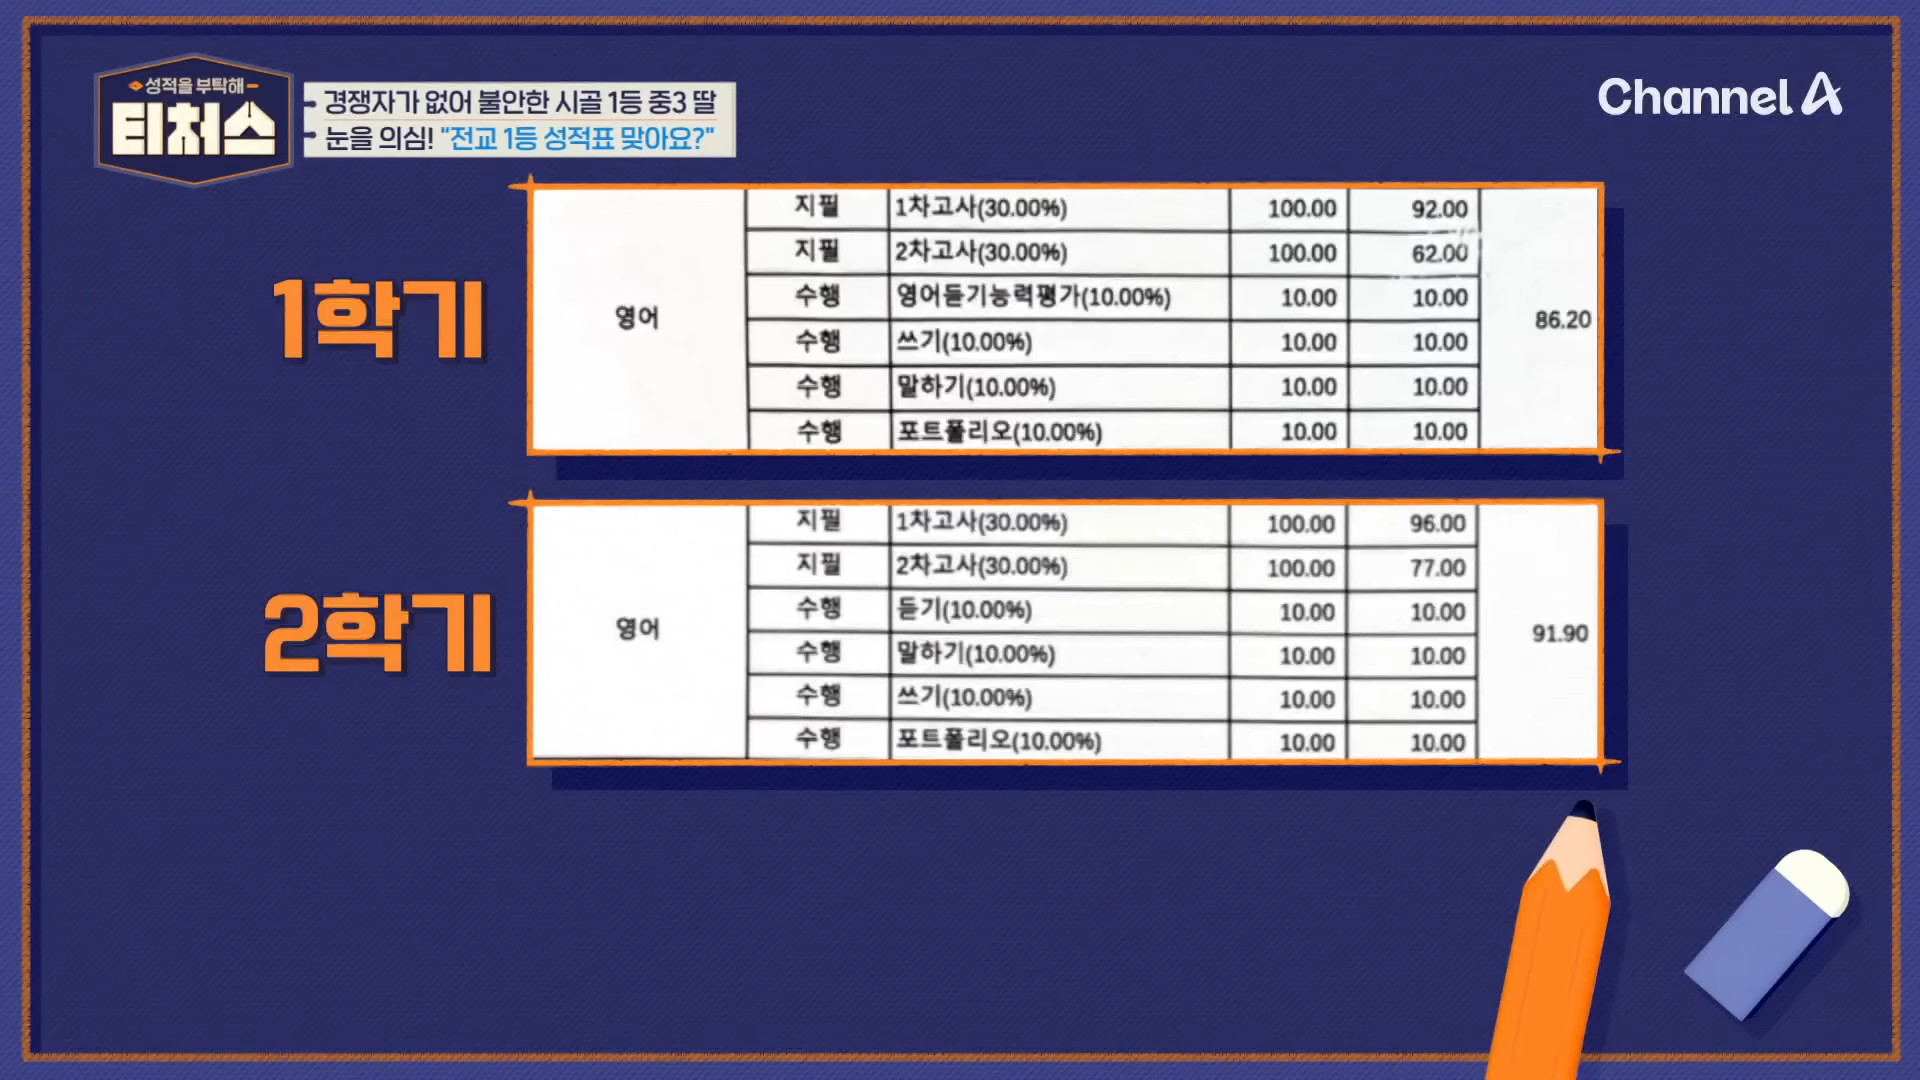 성적을 부탁해
티처스
경쟁자가 없어 불안한 시골 1등 중3 딸
눈을 의심! "전교 1등 성적표 맞아요?"
Channel A
1학기
영어
지필 1차고사(30.00%) 100.00 92.00
지필 2차고사(30.00%) 100.00 62.00
수행 영어듣기능력평가(10.00%) 10.00 10.00
수행 쓰기(10.00%) 10.00 10.00
수행 말하기(10.00%) 10.00 10.00
수행 포트폴리오(10.00%) 10.00 10.00
86.20
2학기
영어
지필 1차고사(30.00%) 100.00 96.00
지필 2차고사(30.00%) 100.00 77.00
수행 듣기(10.00%) 10.00 10.00
수행 말하기(10.00%) 10.00 10.00
수행 쓰기(10.00%) 10.00 10.00
수행 포트폴리오(10.00%) 10.00 10.00
91.90